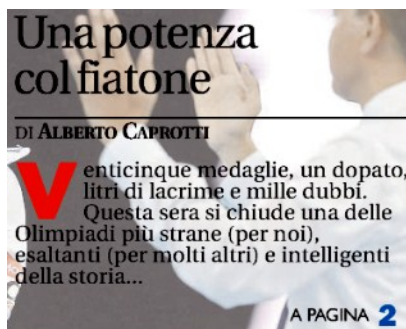 Una potenza
col fiatone
DI ALBERTO CAPROTTI
Venticinque medaglie, un dopato,
litri di lacrime e mille dubbi.
Questa sera si chiude una delle
Olimpiadi più strane (per noi),
esaltanti (per molti altri) e intelligenti
della storia...
A PAGINA 2